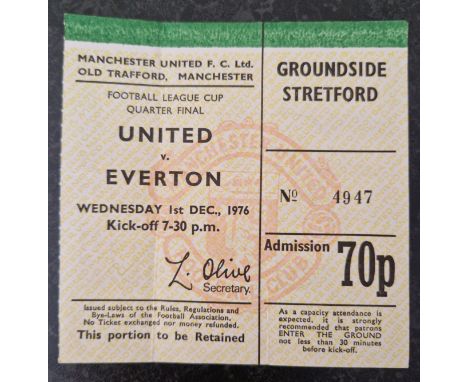 MANCHESTER UNITED F. C. Ltd.
OLD TRAFFORD, MANCHESTER
FOOTBALL LEAGUE CUP
QUARTER FINAL
UNITED
v.
EVERTON
WEDNESDAY 1st DEC., 1976
Kick-off 7-30 p.m.
L. Olive
Secretary.
Issued subject to the Rules, Regulations and
Bye-Laws of the Football Association.
No Ticket exchanged nor money refunded.
This portion to be Retained
GROUNDSIDE
STRETFORD
Nº 4947
Admission 70p
As a capacity attendance is
expected, it is strongly
recommended that patrons
ENTER THE GROUND
not less than 30 minutes
before kick-off.